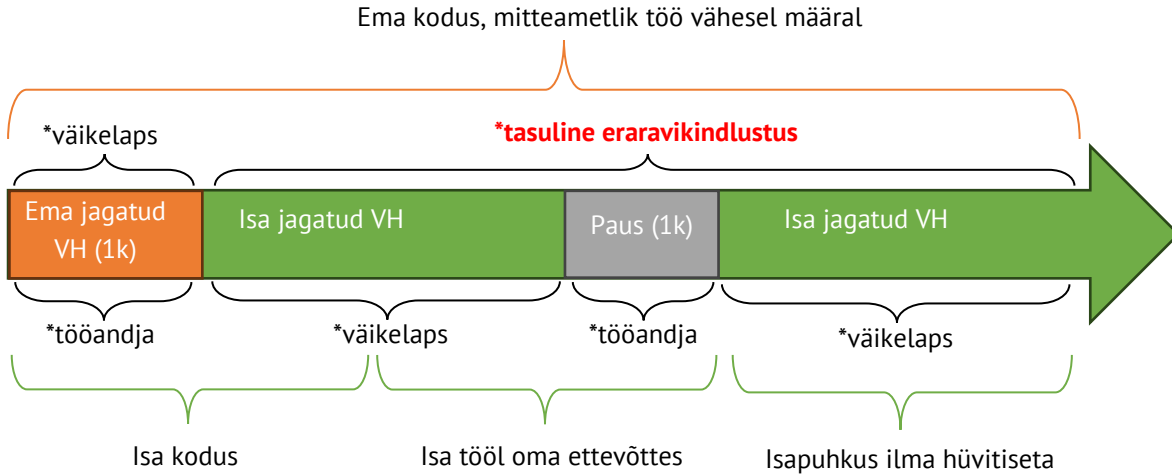 Ema kodus, mitteametlik töö vähesel määral
*väikelaps
*tasuline eraravikindlustus
Ema jagatud
VH (1k)
Isa jagatud VH
Paus (1k)
Isa jagatud VH
*tööandja
*väikelaps
*tööandja
*väikelaps
Isa kodus
Isa tööl oma ettevõttes
Isapuhkus ilma hüvitiseta